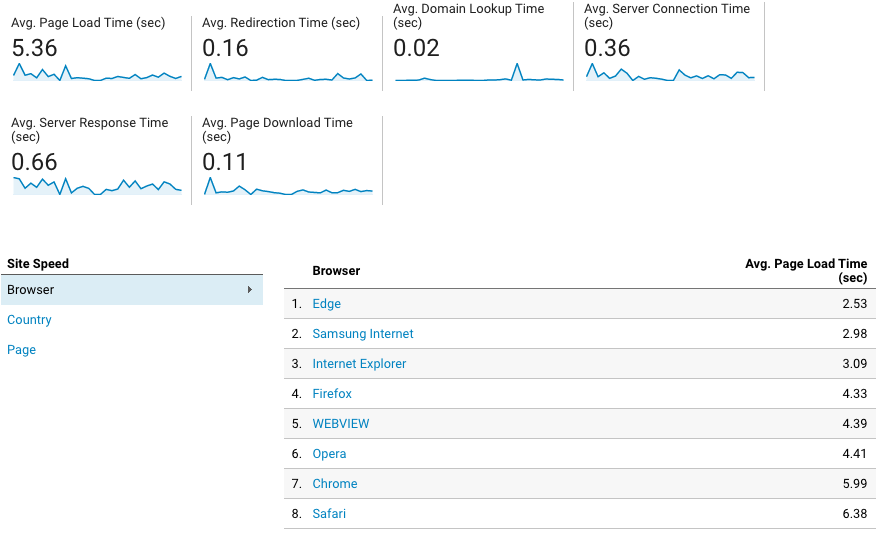 Avg. Page Load Time (sec)
5.36
Avg. Redirection Time (sec)
0.16
Avg. Domain Lookup Time
(sec)
0.02
Avg. Server Connection Time
(sec)
0.36
Avg. Server Response Time
(sec)
0.66
Avg. Page Download Time
(sec)
0.11
Site Speed
Browser
Country
Page
Browser Avg. Page Load Time
(sec)
1. Edge 2.53
2. Samsung Internet 2.98
3. Internet Explorer 3.09
4. Firefox 4.33
5. WEBVIEW 4.39
6. Opera 4.41
7. Chrome 5.99
8. Safari 6.38